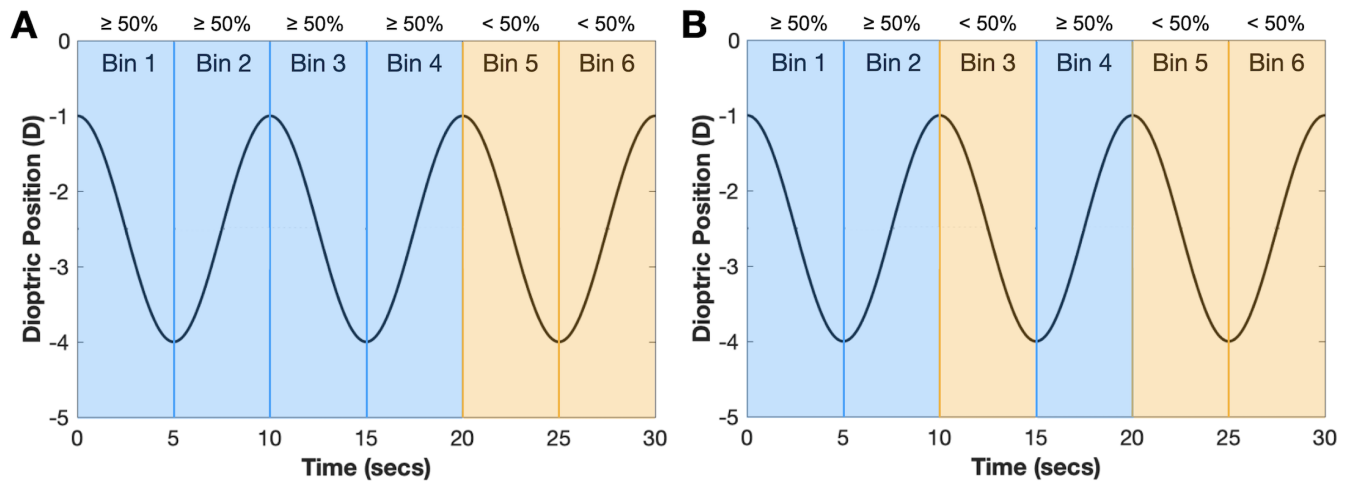 A
≥ 50% ≥ 50% ≥ 50% ≥ 50% < 50% < 50%
Bin 1 Bin 2 Bin 3 Bin 4 Bin 5 Bin 6
Dioptric Position (D)
0
-1
-2
-3
-4
-5
0 5 10 15 20 25 30
Time (secs)
B
≥ 50% ≥ 50% < 50% ≥ 50% < 50% < 50%
Bin 1 Bin 2 Bin 3 Bin 4 Bin 5 Bin 6
Dioptric Position (D)
0
-1
-2
-3
-4
-5
0 5 10 15 20 25 30
Time (secs)